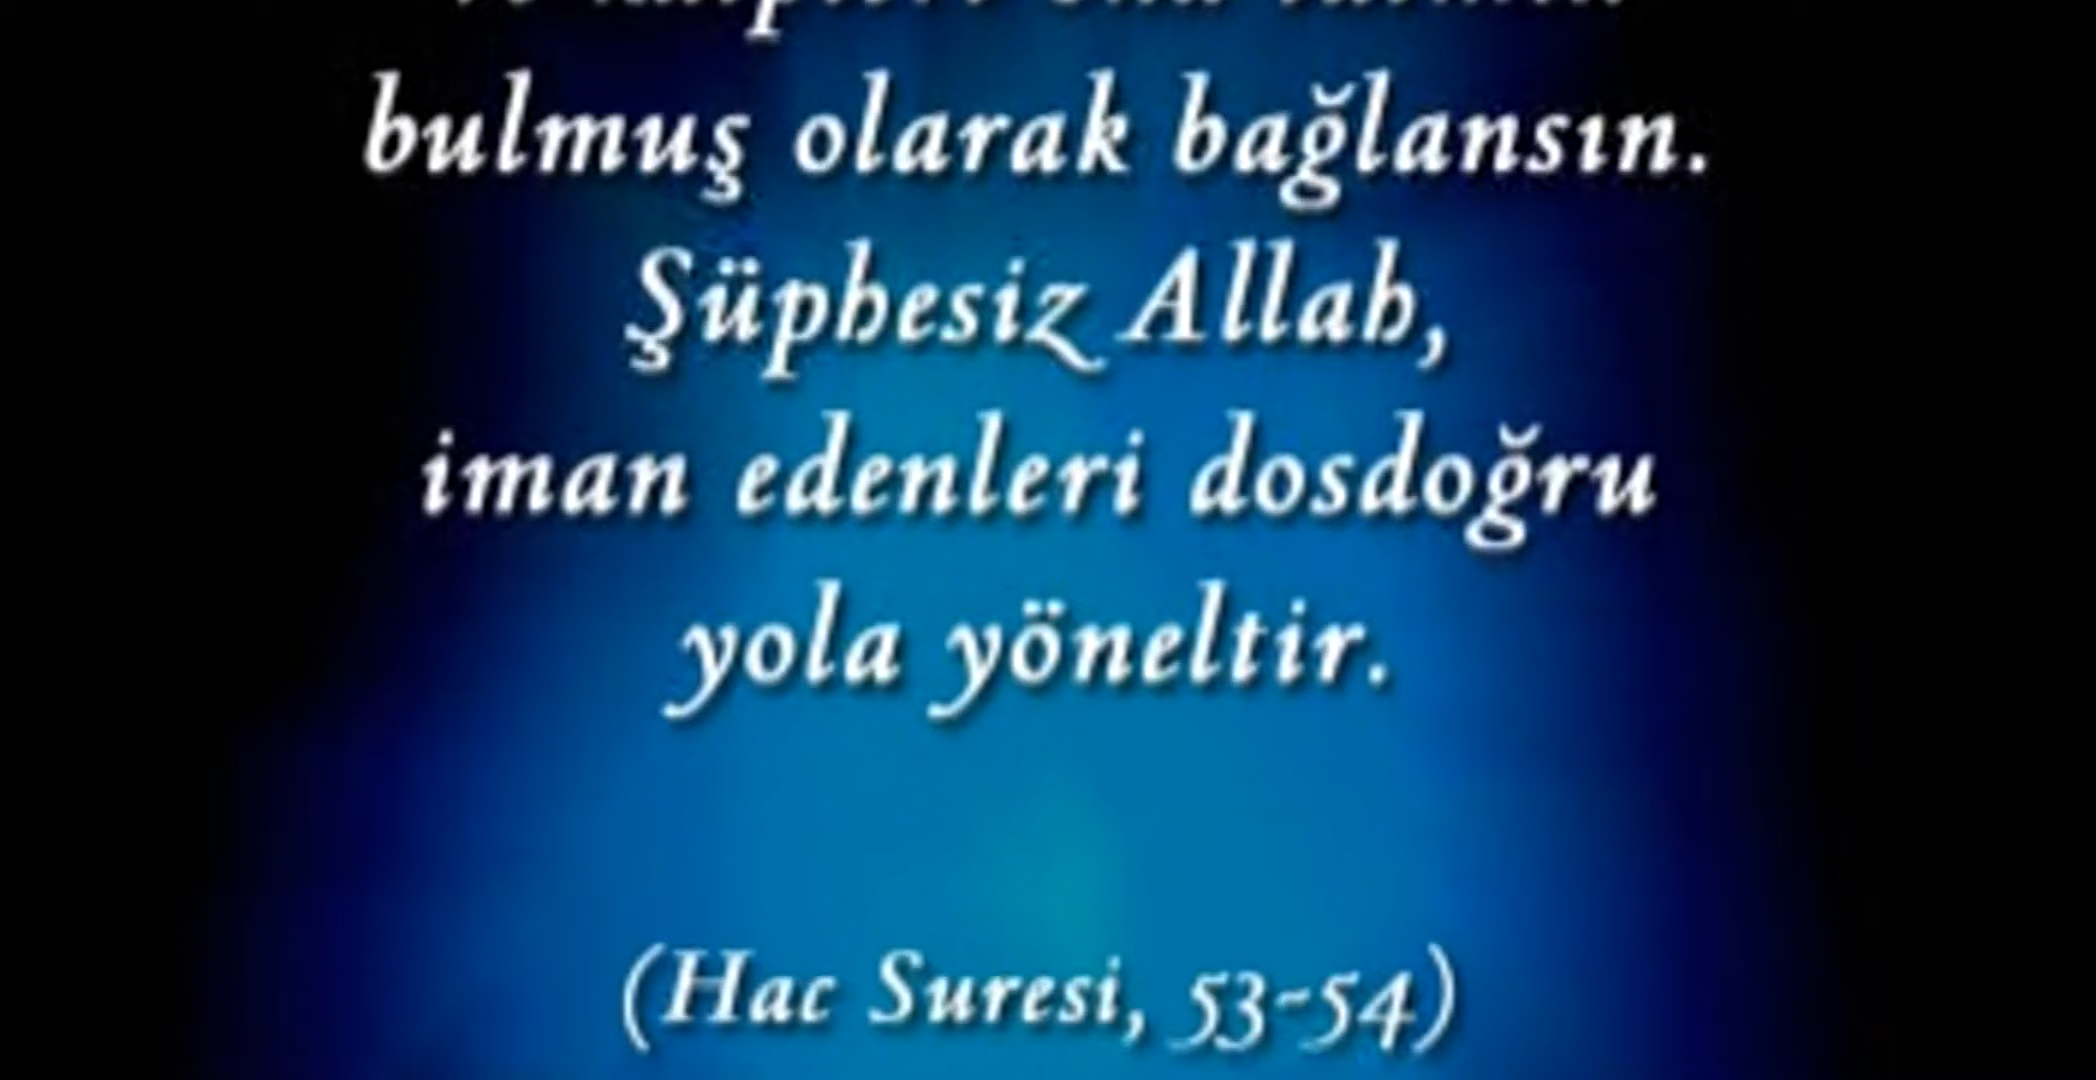 bulmuş olarak bağlansın.
Şüphesiz Allah,
iman edenleri dosdoğru
yola yöneltir.
(Hac Suresi, 53-54)